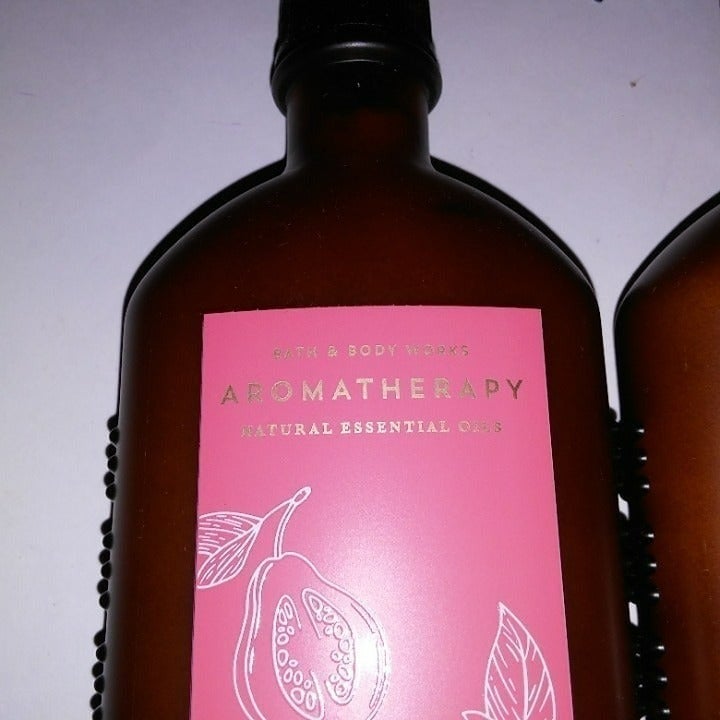 BATH & BODY WORKS
AROMATHERAPY
NATURAL ESSENTIAL OILS